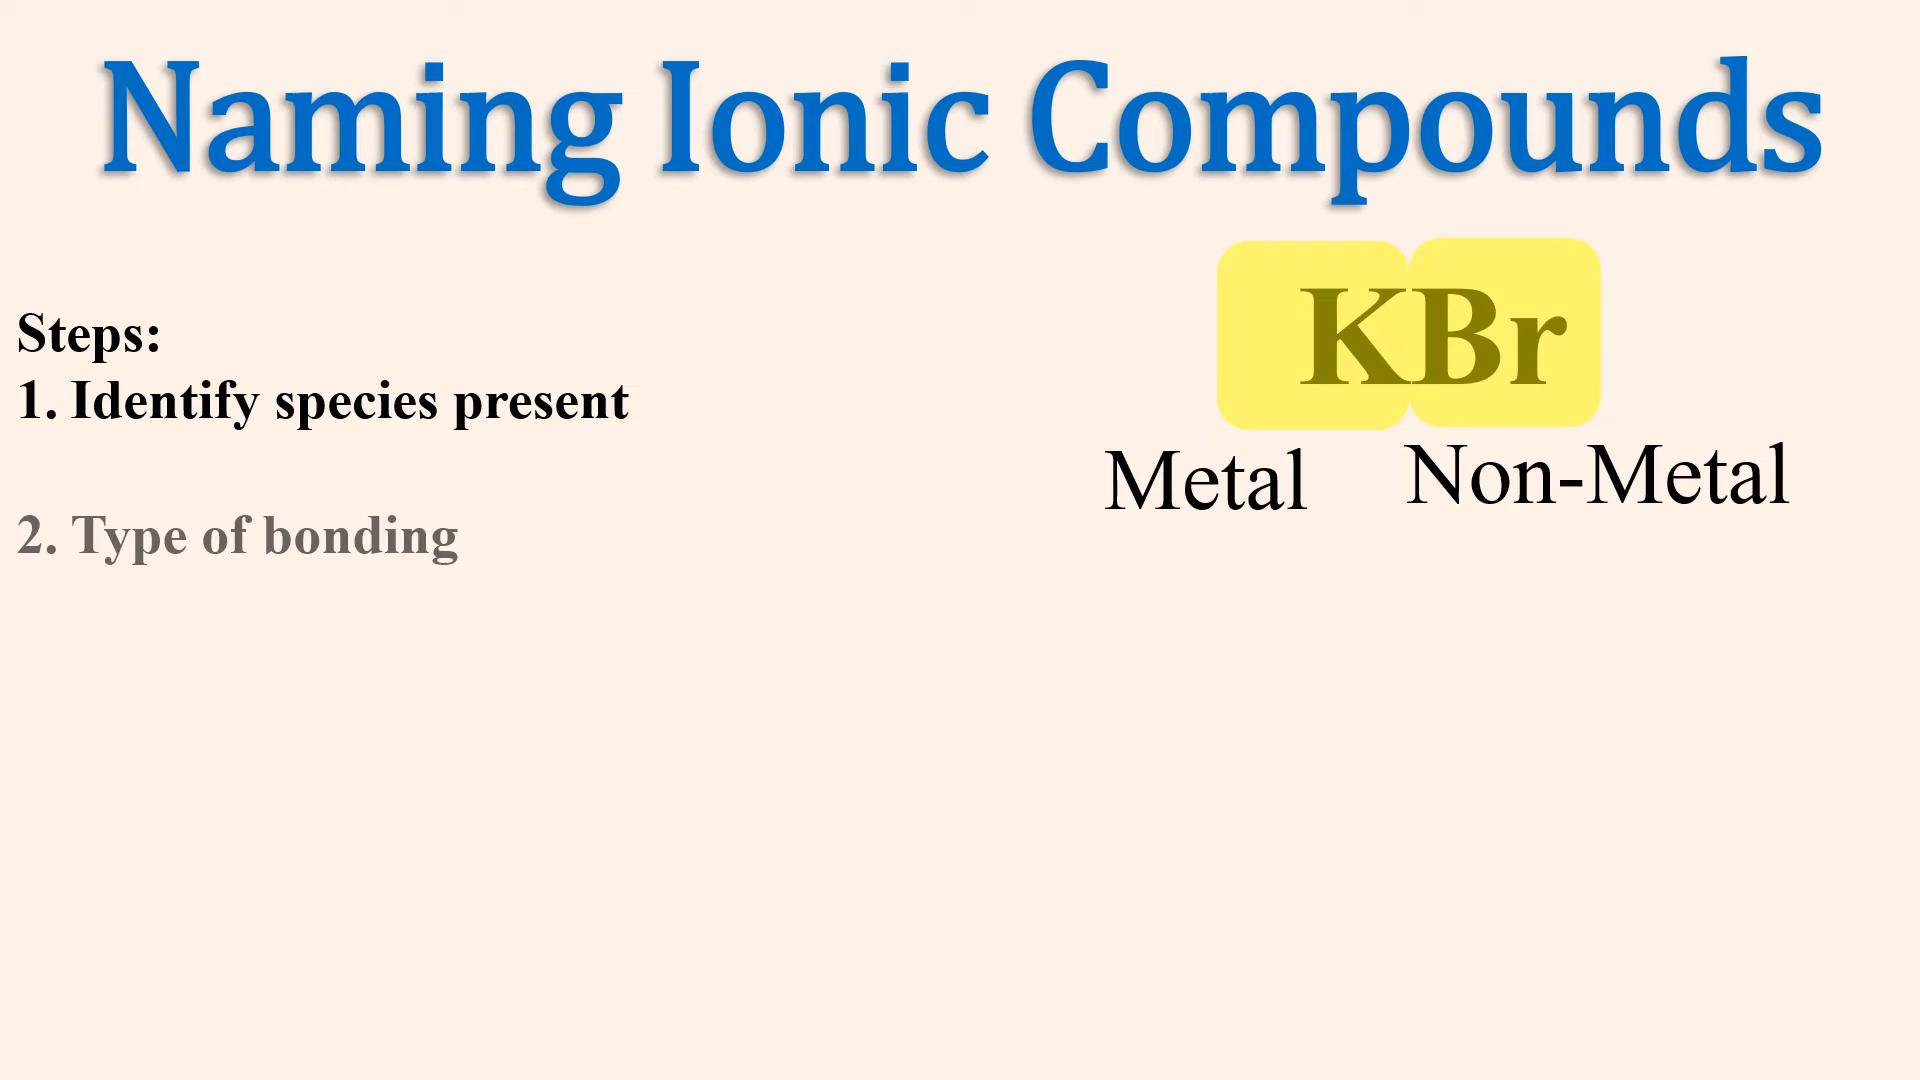 Naming Ionic Compounds
KBr
Metal Non-Metal
Steps:
1. Identify species present
2. Type of bonding